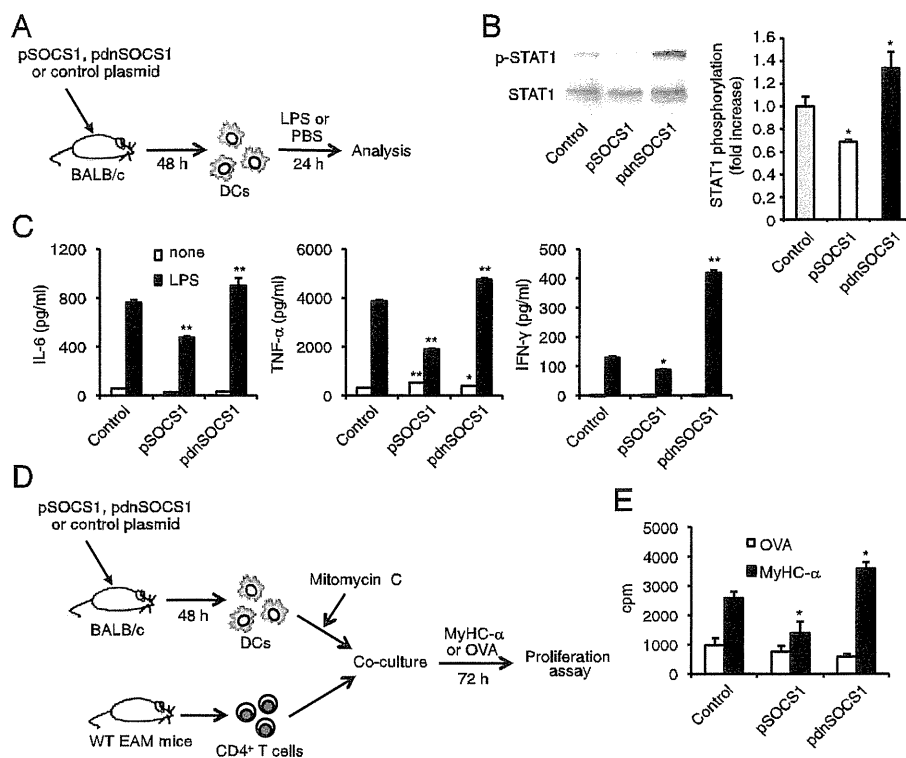 A
pSOCS1, pdnSOCS1
or control plasmid
BALB/c
48 h
DCs
LPS or
PBS
24 h
Analysis
B
p-STAT1
STAT1
Control
pSOCS1
pdnSOCS1
STAT1 phosphorylation
(fold increase)
1.6
1.4
1.2
1.0
0.8
0.6
0.4
0.2
0
*
*
Control
pSOCS1
pdnSOCS1
C
IL-6 (pg/ml)
1200
800
400
0
none
LPS
**
**
Control
pSOCS1
pdnSOCS1
TNF-α (pg/ml)
6000
4000
2000
0
**
**
*
**
Control
pSOCS1
pdnSOCS1
IFN-γ (pg/ml)
500
400
300
200
100
0
*
**
Control
pSOCS1
pdnSOCS1
D
pSOCS1, pdnSOCS1
or control plasmid
BALB/c
48 h
DCs
Mitomycin C
WT EAM mice
CD4+ T cells
Co-culture
MyHC-α
or OVA
72 h
Proliferation
assay
E
cpm
5000
4000
3000
2000
1000
0
OVA
MyHC-α
*
*
Control
pSOCS1
pdnSOCS1